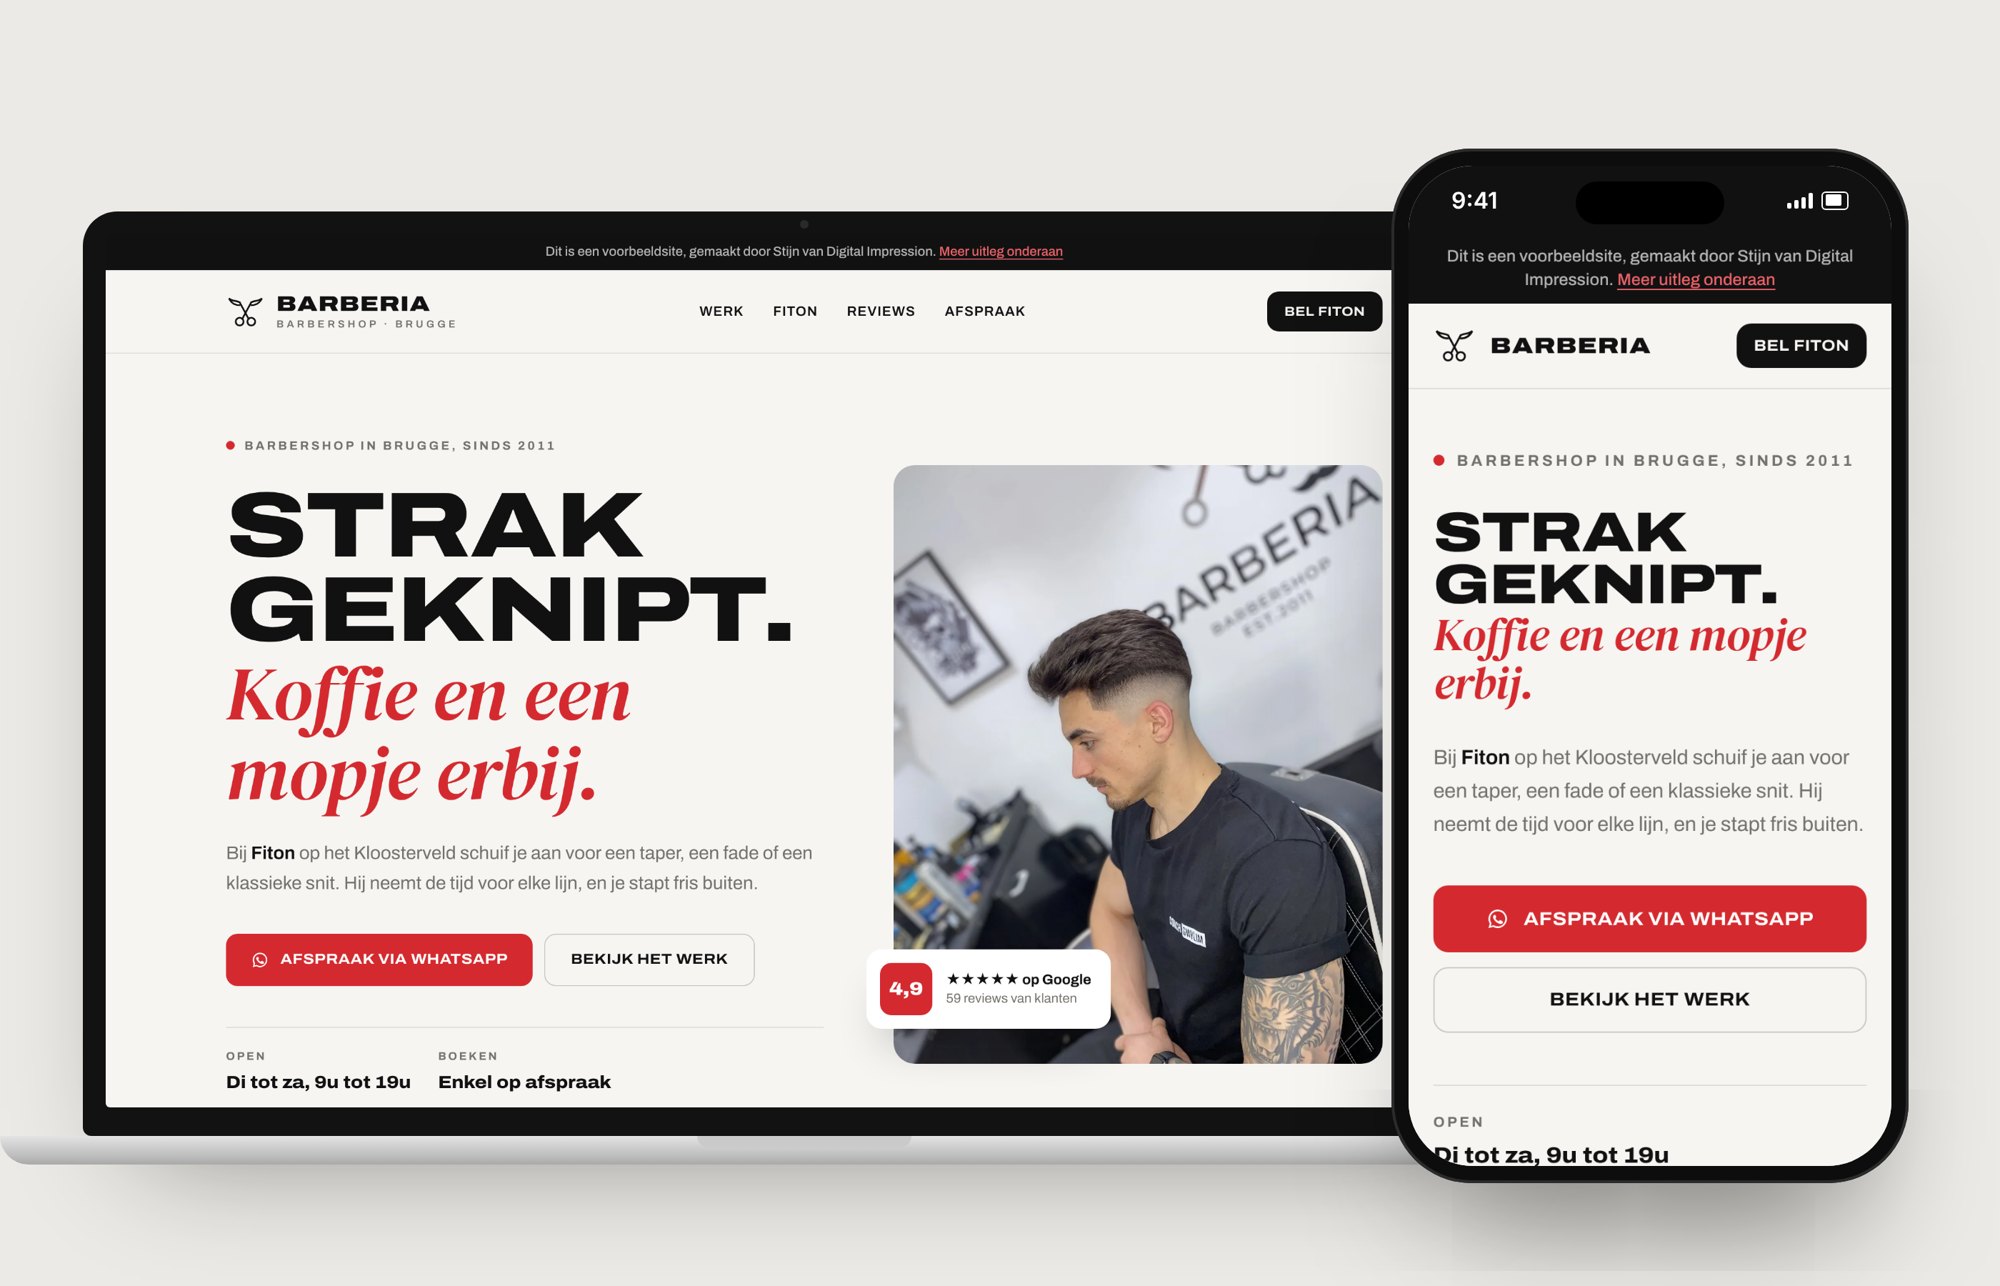 Dit is een voorbeeldsite, gemaakt door Stijn van Digital Impression. Meer uitleg onderaan
BARBERIA
BARBERSHOP · BRUGGE
WERK
FITON
REVIEWS
AFSPRAAK
BEL FITON
BARBERSHOP IN BRUGGE, SINDS 2011
STRAK
GEKNIPT.
Koffie en een
mopje erbij.
Bij Fiton op het Kloosterveld schuif je aan voor een taper, een fade of een
klassieke snit. Hij neemt de tijd voor elke lijn, en je stapt fris buiten.
AFSPRAAK VIA WHATSAPP
BEKIJK HET WERK
OPEN
Di tot za, 9u tot 19u
BOEKEN
Enkel op afspraak
BARBERIA
BARBERSHOP
EST.2011
4,9
★★★★★ op Google
59 reviews van klanten
9:41
Dit is een voorbeeldsite, gemaakt door Stijn van Digital
Impression. Meer uitleg onderaan
BARBERIA
BEL FITON
BARBERSHOP IN BRUGGE, SINDS 2011
STRAK
GEKNIPT.
Koffie en een mopje
erbij.
Bij Fiton op het Kloosterveld schuif je aan voor
een taper, een fade of een klassieke snit. Hij
neemt de tijd voor elke lijn, en je stapt fris buiten.
AFSPRAAK VIA WHATSAPP
BEKIJK HET WERK
OPEN
Di tot za, 9u tot 19u